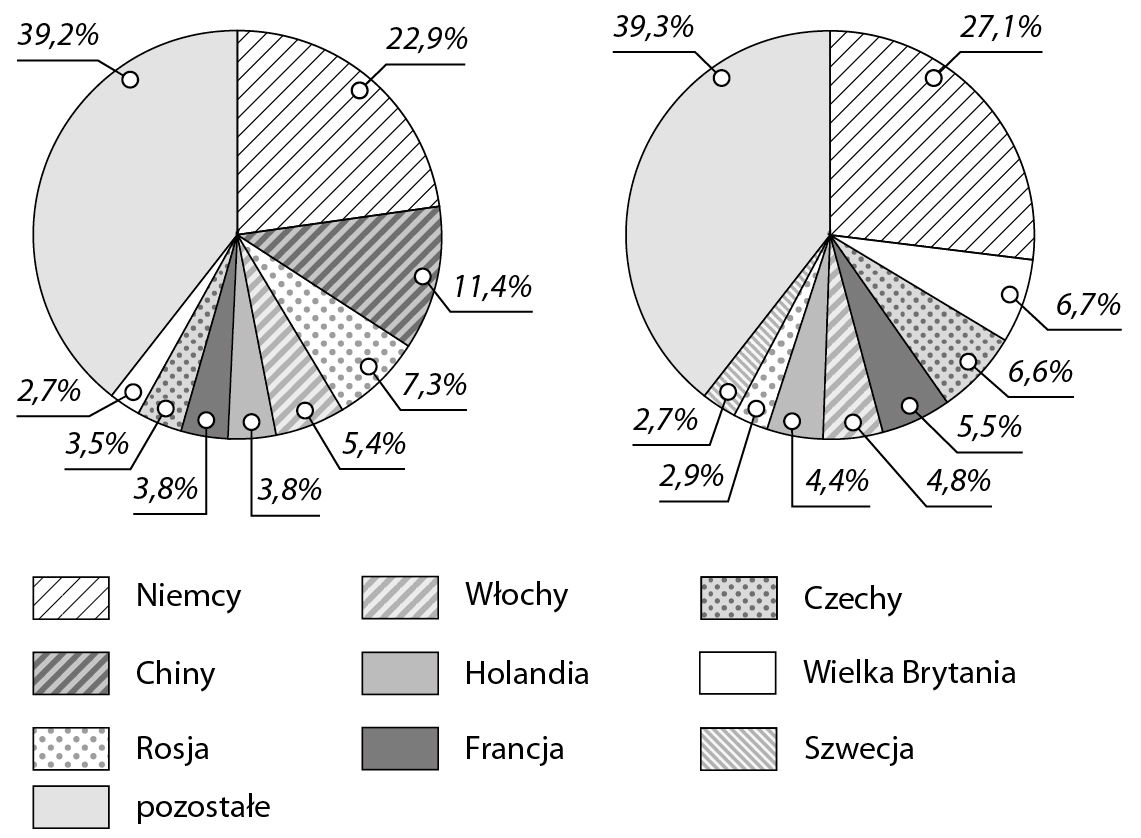 39,2%
22,9%
11,4%
7,3%
5,4%
3,8%
3,8%
3,5%
2,7%
39,3%
27,1%
6,7%
6,6%
5,5%
4,8%
4,4%
2,9%
2,7%
Niemcy
Włochy
Czechy
Chiny
Holandia
Wielka Brytania
Rosja
Francja
Szwecja
pozostałe